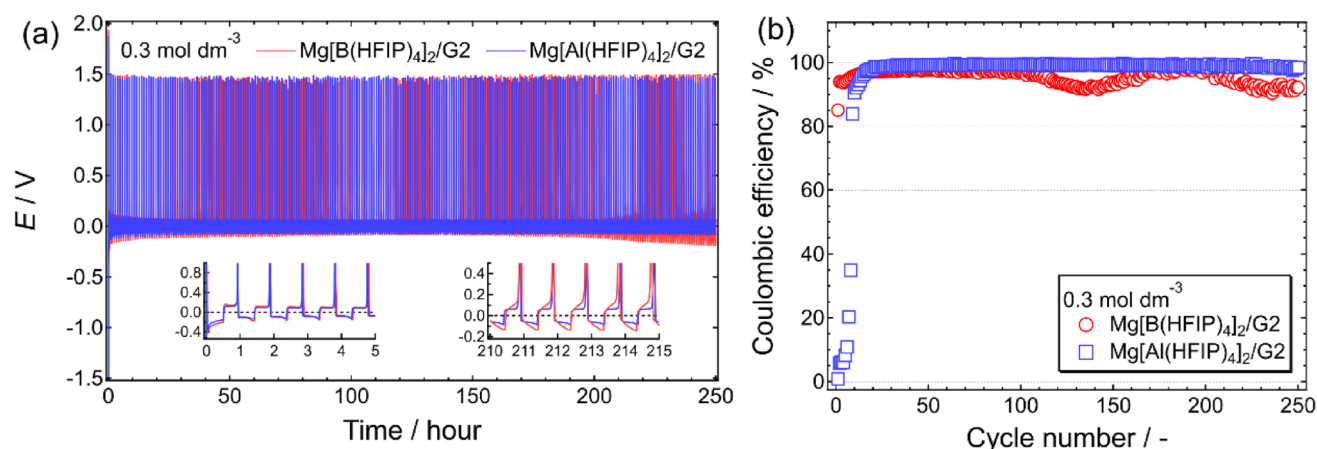 (a)
0.3 mol dm⁻³ Mg[B(HFIP)₄]₂/G2 Mg[Al(HFIP)₄]₂/G2
2.0
1.5
1.0
0.5
0.0
-0.5
-1.0
-1.5
E / V
0.8
0.4
0.0
-0.4
0 1 2 3 4 5
0.4
0.2
0.0
-0.2
210 211 212 213 214 215
0 50 100 150 200 250
Time / hour
(b)
100
80
60
40
20
0
Coulombic efficiency / %
0.3 mol dm⁻³
Mg[B(HFIP)₄]₂/G2
Mg[Al(HFIP)₄]₂/G2
0 50 100 150 200 250
Cycle number / -